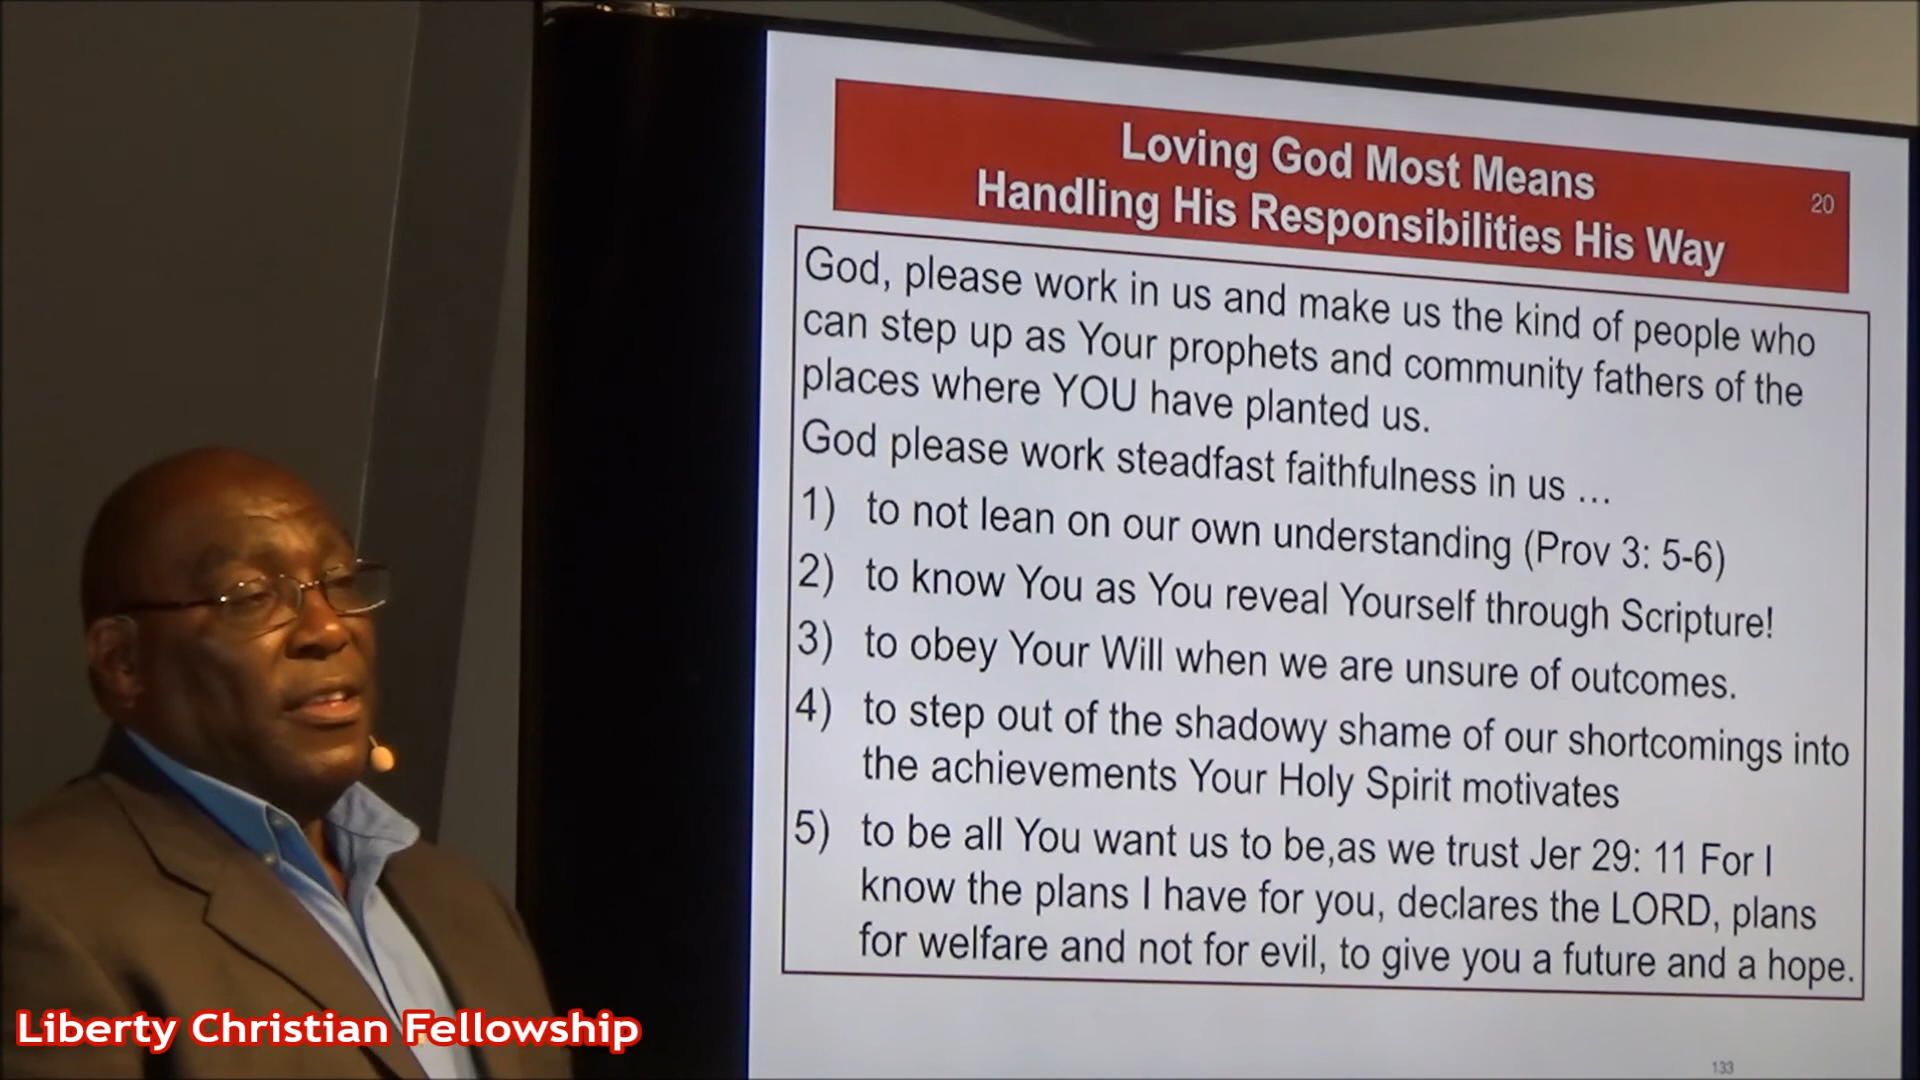 Loving God Most Means
Handling His Responsibilities His Way
20
God, please work in us and make us the kind of people who
can step up as Your prophets and community fathers of the
places where YOU have planted us.
God please work steadfast faithfulness in us ...
1) to not lean on our own understanding (Prov 3: 5-6)
2) to know You as You reveal Yourself through Scripture!
3) to obey Your Will when we are unsure of outcomes.
4) to step out of the shadowy shame of our shortcomings into
the achievements Your Holy Spirit motivates
5) to be all You want us to be,as we trust Jer 29: 11 For I
know the plans I have for you, declares the LORD, plans
for welfare and not for evil, to give you a future and a hope.
133
Liberty Christian Fellowship